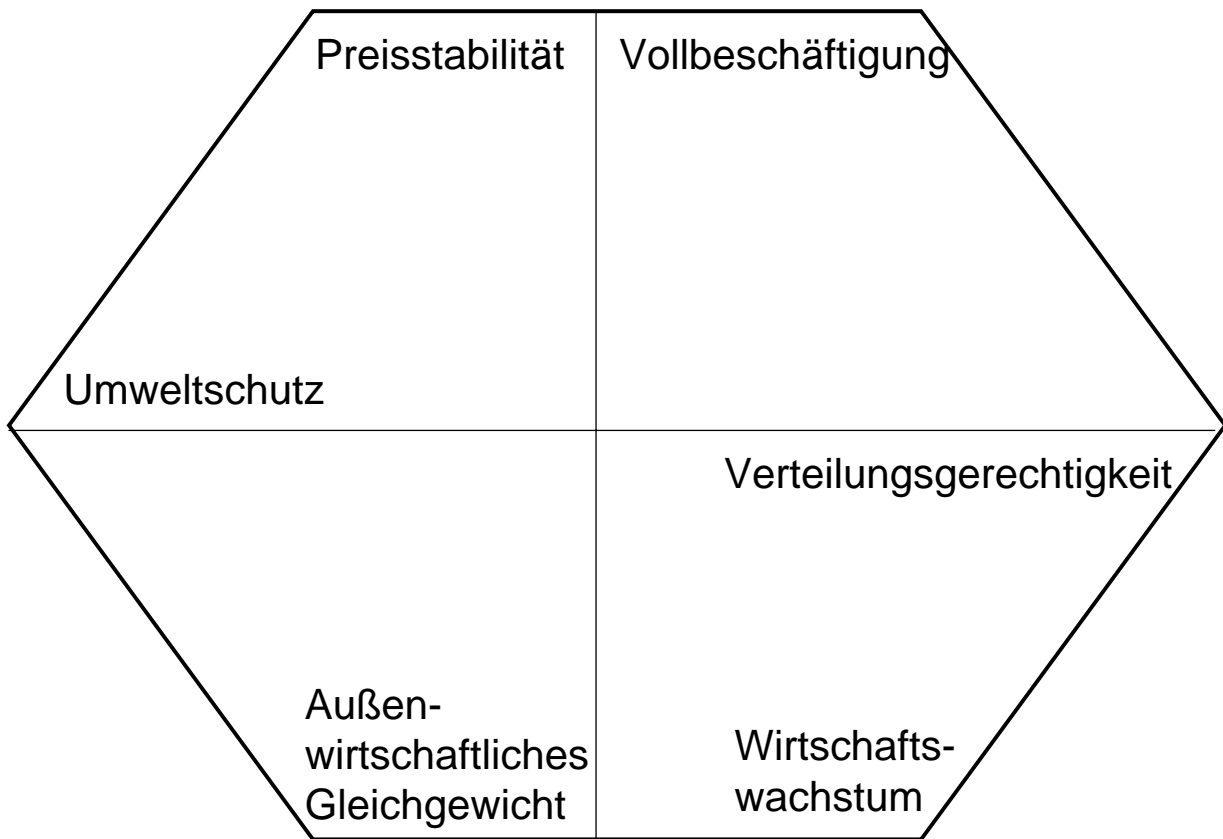 Preisstabilität
Vollbeschäftigung
Umweltschutz
Verteilungsgerechtigkeit
Außen-
wirtschaftliches
Gleichgewicht
Wirtschafts-
wachstum